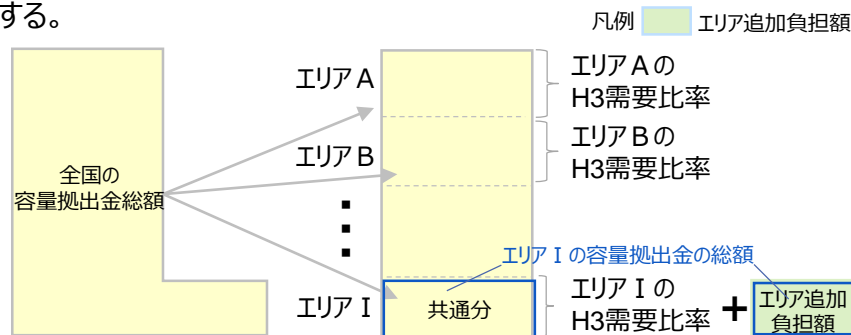 する。
凡例
エリア追加負担額
エリアA
エリアAの
H3需要比率
エリアB
エリアBの
H3需要比率
全国の
容量拠出金総額
エリアIの容量拠出金の総額
エリアI
共通分
エリアIの
H3需要比率
+
エリア追加
負担額